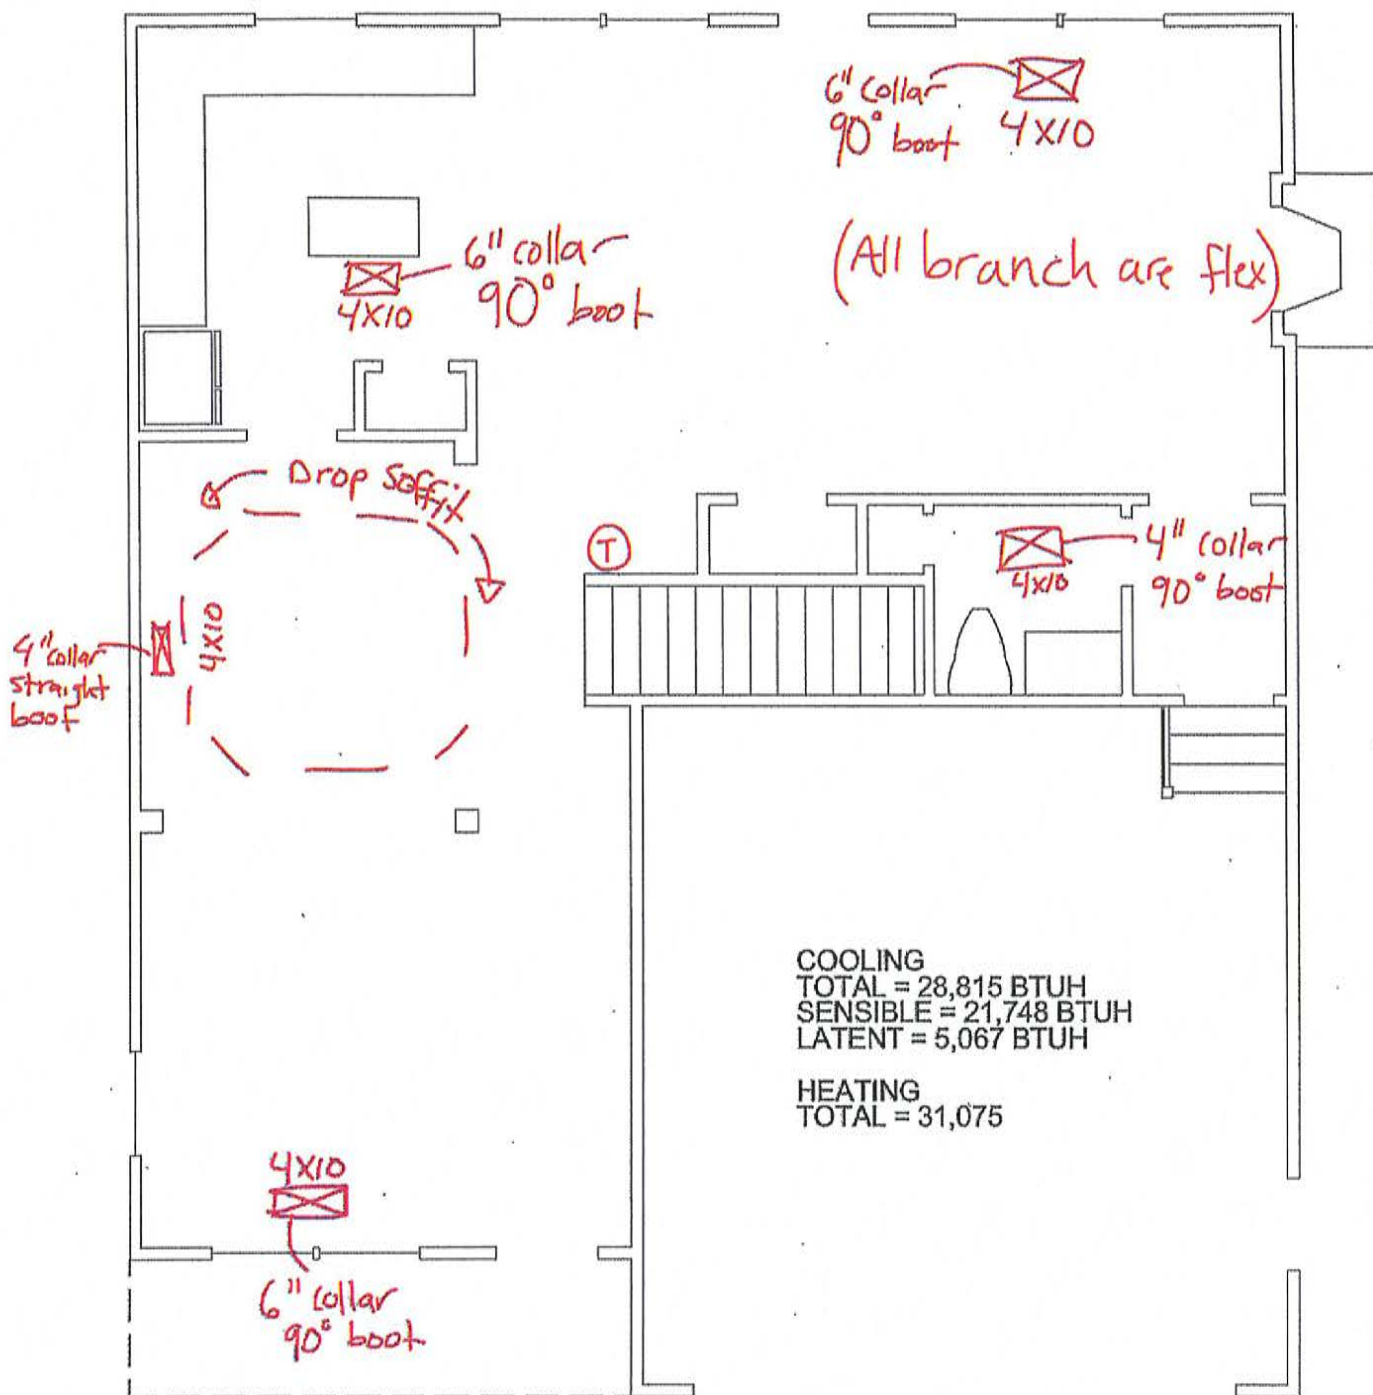 6" Collar
90° boot
4X10
6" collar
90° boot
4X10
(All branch are flex)
Drop Soffit
T
4" collar
90° boot
4X10
4" collar
straight
boot
4X10
COOLING
TOTAL = 28,815 BTUH
SENSIBLE = 21,748 BTUH
LATENT = 5,067 BTUH
HEATING
TOTAL = 31,075
4X10
6" collar
90° boot